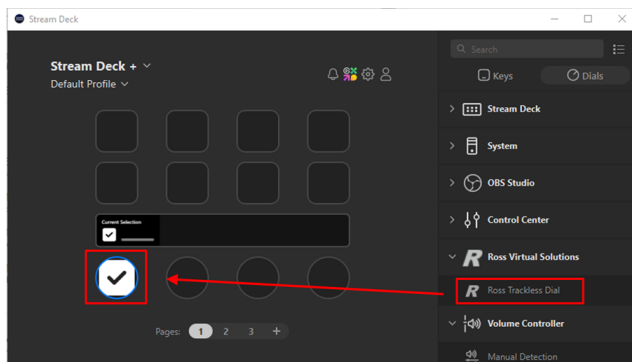 Stream Deck
Stream Deck +
Default Profile
Current Selection
Pages: 1 2 3 +
Search
Keys Dials
Stream Deck
System
OBS Studio
Control Center
Ross Virtual Solutions
Ross Trackless Dial
Volume Controller
Manual Detection